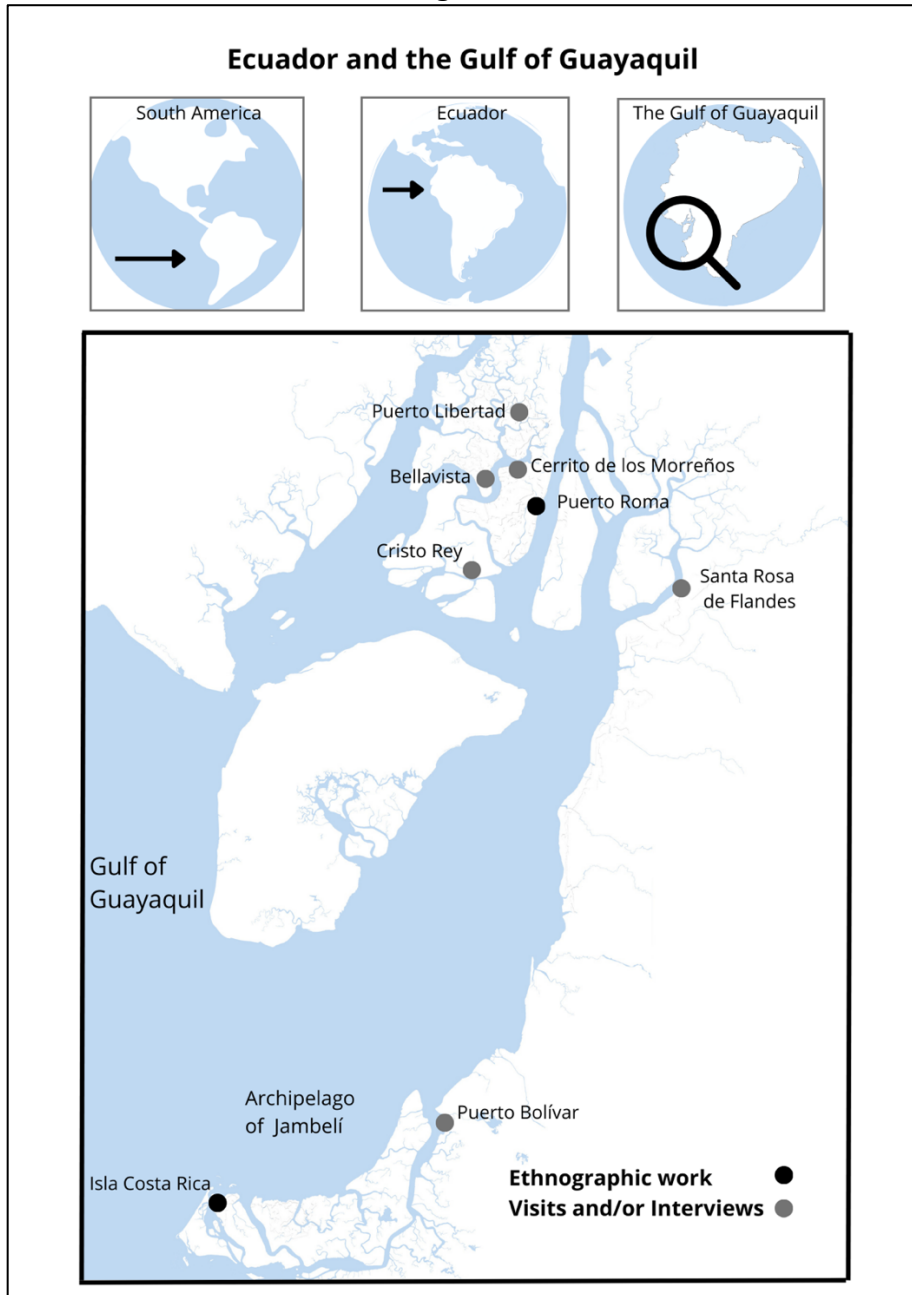 Ecuador and the Gulf of Guayaquil
South America
Ecuador
The Gulf of Guayaquil
Puerto Libertad
Cerrito de los Morreños
Bellavista
Puerto Roma
Cristo Rey
Santa Rosa
de Flandes
Gulf of
Guayaquil
Archipelago
of Jambelí
Puerto Bolívar
Isla Costa Rica
Ethnographic work
Visits and/or Interviews